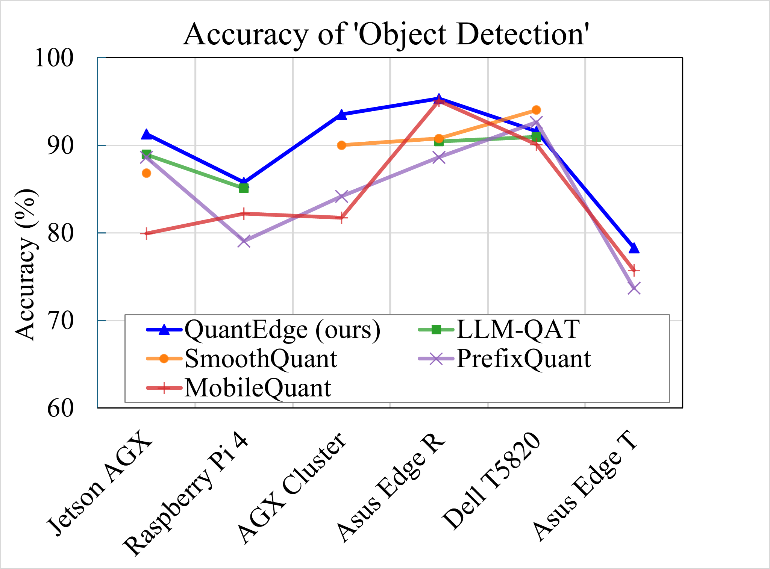 Accuracy of 'Object Detection'
100
90
80
70
60
Accuracy (%)
QuantEdge (ours)
LLM-QAT
SmoothQuant
PrefixQuant
MobileQuant
Jetson AGX
Raspberry Pi 4
AGX Cluster
Asus Edge R
Dell T5820
Asus Edge T